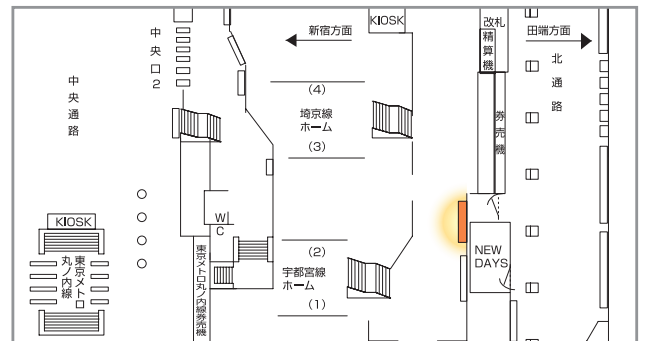 中央通路
中央口2
新宿方面
KIOSK
改札
精算機
田端方面
北通路
券売機
(4)
埼京線
ホーム
(3)
WC
KIOSK
東京メトロ
丸ノ内線
東京メトロ丸ノ内線券売機
(2)
宇都宮線
ホーム
(1)
NEW
DAYS